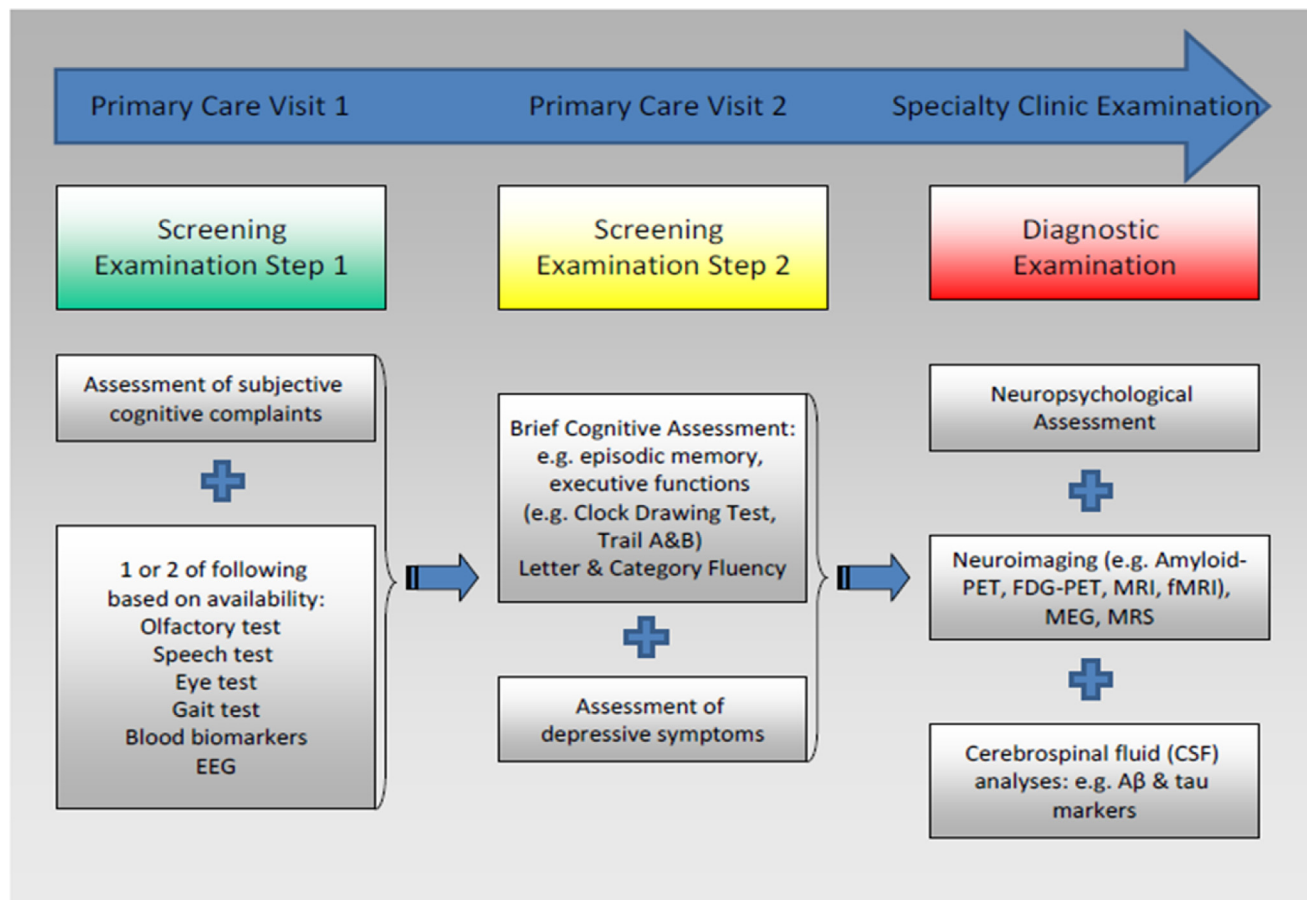 Primary Care Visit 1
Primary Care Visit 2
Specialty Clinic Examination
Screening
Examination Step 1
Screening
Examination Step 2
Diagnostic
Examination
Assessment of subjective
cognitive complaints
1 or 2 of following
based on availability:
Olfactory test
Speech test
Eye test
Gait test
Blood biomarkers
EEG
Brief Cognitive Assessment:
e.g. episodic memory,
executive functions
(e.g. Clock Drawing Test,
Trail A&B)
Letter & Category Fluency
Assessment of
depressive symptoms
Neuropsychological
Assessment
Neuroimaging (e.g. Amyloid-
PET, FDG-PET, MRI, fMRI),
MEG, MRS
Cerebrospinal fluid (CSF)
analyses: e.g. Aβ & tau
markers